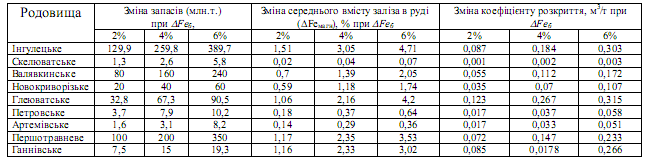 Родовища Зміна запасів (млн.т.) при ΔFeб, Зміна середнього вмісту заліза в руді (ΔFeмагн), % при ΔFeб Зміна коефіцієнту розкриття, м³/т при ΔFeб
2% 4% 6% 2% 4% 6% 2% 4% 6%
Інгулецьке 129,9 259,8 389,7 1,51 3,05 4,71 0,087 0,184 0,303
Скелюватське 1,3 2,6 5,8 0,02 0,04 0,07 0,001 0,002 0,003
Валявкинське 80 160 240 0,7 1,39 2,05 0,055 0,112 0,172
Новокриворізьке 20 40 60 0,59 1,18 1,74 0,035 0,07 0,107
Глеюватське 32,8 67,3 90,5 1,06 2,16 4,2 0,123 0,267 0,315
Петровське 3,7 7,9 10,2 0,18 0,37 0,64 0,017 0,037 0,058
Артемівське 1,6 3,1 8,2 0,14 0,29 0,36 0,017 0,033 0,051
Першотравневе 100 200 350 1,17 2,35 3,53 0,072 0,147 0,233
Ганнівське 7,5 15 19,3 1,16 2,33 3,02 0,085 0,0178 0,266